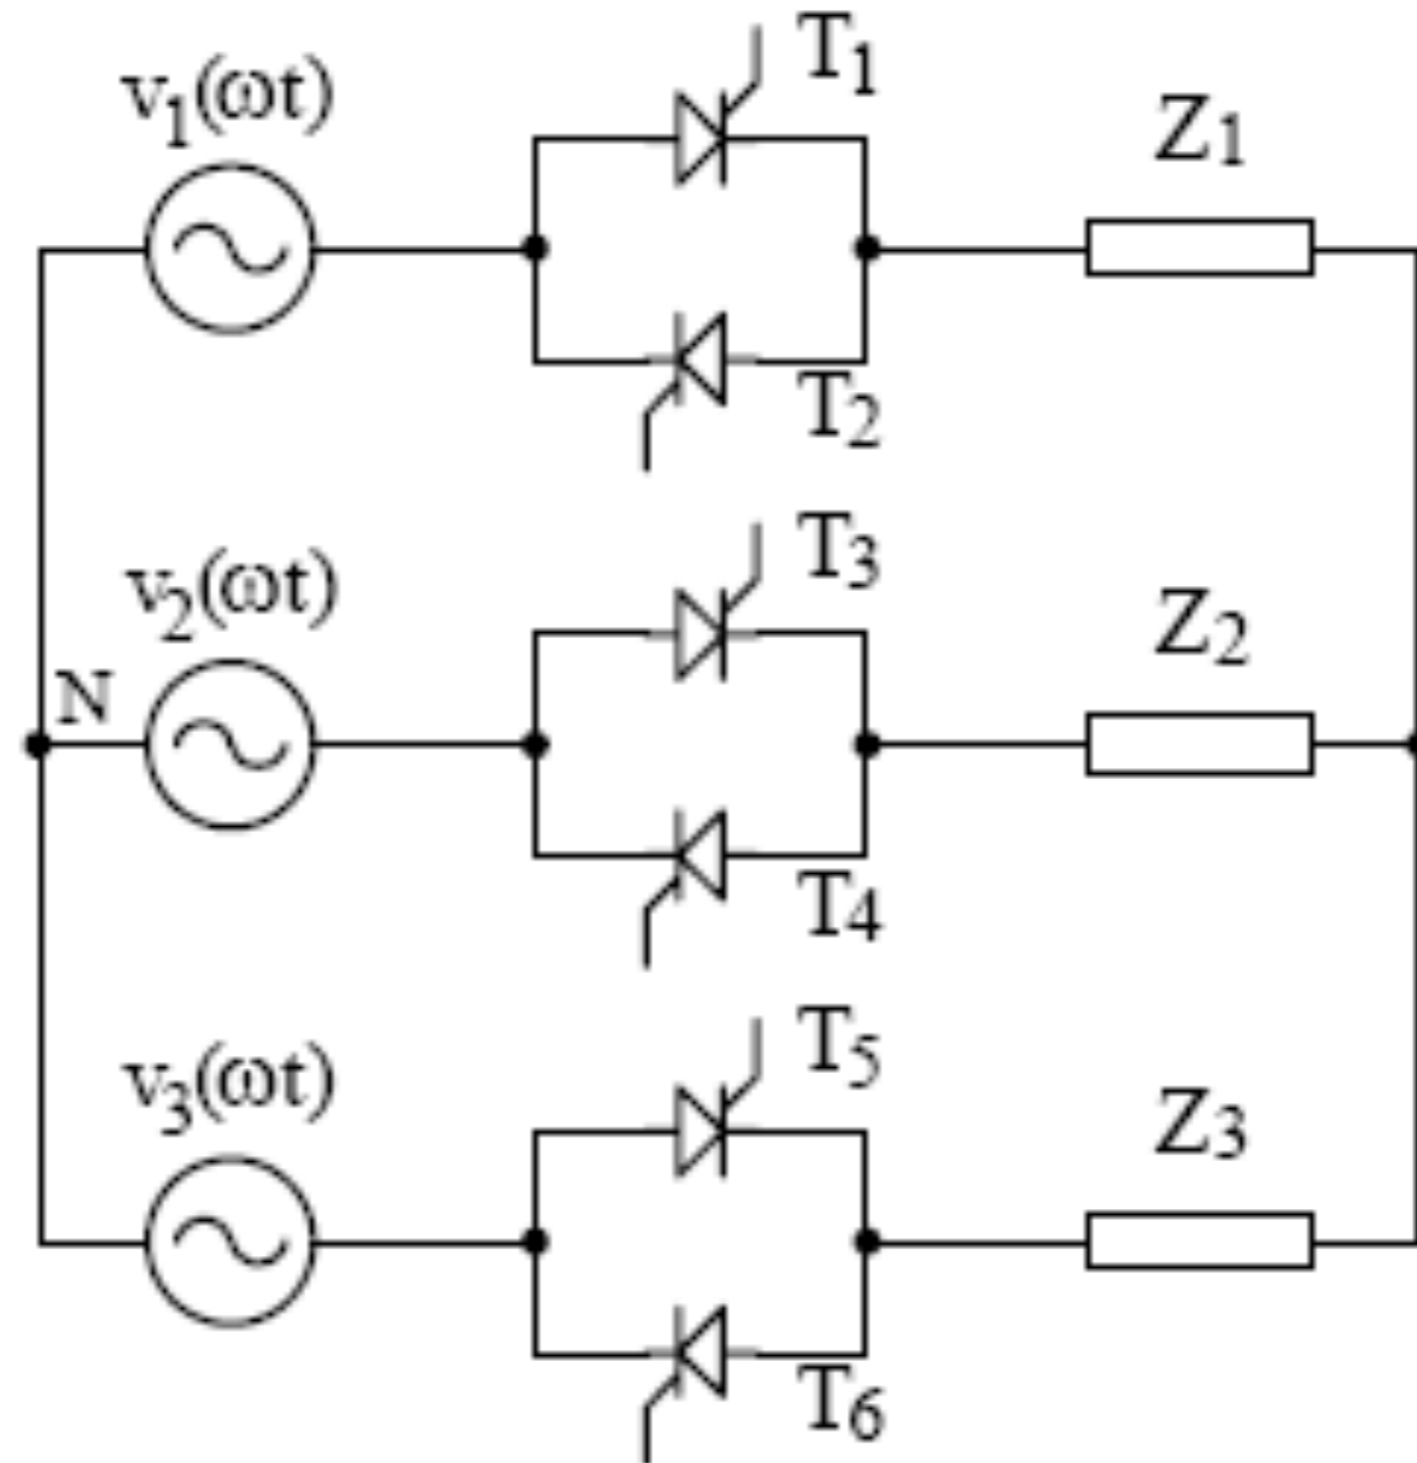 T₁
v₁(ωt)
Z₁
T₂
T₃
v₂(ωt)
Z₂
N
T₄
T₅
v₃(ωt)
Z₃
T₆